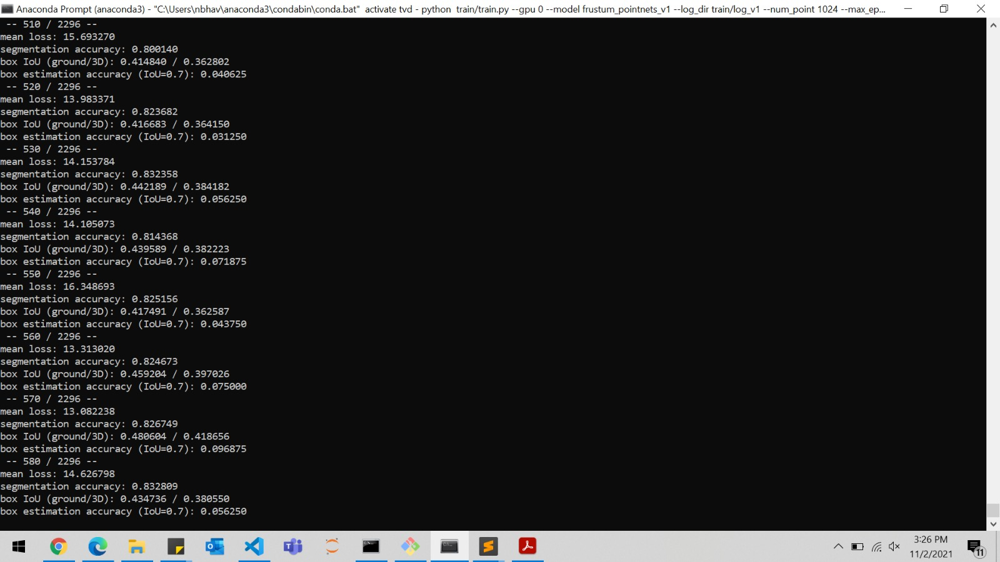 Anaconda Prompt (anaconda3) - "C:\Users\nbhav\anaconda3\condabin\conda.bat" activate tvd - python train/train.py --gpu 0 --model frustum_pointnets_v1 --log_dir train/log_v1 --num_point 1024 --max_ep...
-- 510 / 2296 --
mean loss: 15.693270
segmentation accuracy: 0.800140
box IoU (ground/3D): 0.414840 / 0.362802
box estimation accuracy (IoU=0.7): 0.040625
-- 520 / 2296 --
mean loss: 13.983371
segmentation accuracy: 0.823682
box IoU (ground/3D): 0.416683 / 0.364150
box estimation accuracy (IoU=0.7): 0.031250
-- 530 / 2296 --
mean loss: 14.153784
segmentation accuracy: 0.832358
box IoU (ground/3D): 0.442189 / 0.384182
box estimation accuracy (IoU=0.7): 0.056250
-- 540 / 2296 --
mean loss: 14.105073
segmentation accuracy: 0.814368
box IoU (ground/3D): 0.439589 / 0.382223
box estimation accuracy (IoU=0.7): 0.071875
-- 550 / 2296 --
mean loss: 16.348693
segmentation accuracy: 0.825156
box IoU (ground/3D): 0.417491 / 0.362587
box estimation accuracy (IoU=0.7): 0.043750
-- 560 / 2296 --
mean loss: 13.313020
segmentation accuracy: 0.824673
box IoU (ground/3D): 0.459204 / 0.397026
box estimation accuracy (IoU=0.7): 0.075000
-- 570 / 2296 --
mean loss: 13.082238
segmentation accuracy: 0.826749
box IoU (ground/3D): 0.480604 / 0.418656
box estimation accuracy (IoU=0.7): 0.096875
-- 580 / 2296 --
mean loss: 14.626798
segmentation accuracy: 0.832809
box IoU (ground/3D): 0.434736 / 0.380550
box estimation accuracy (IoU=0.7): 0.056250
3:26 PM
11/2/2021
11